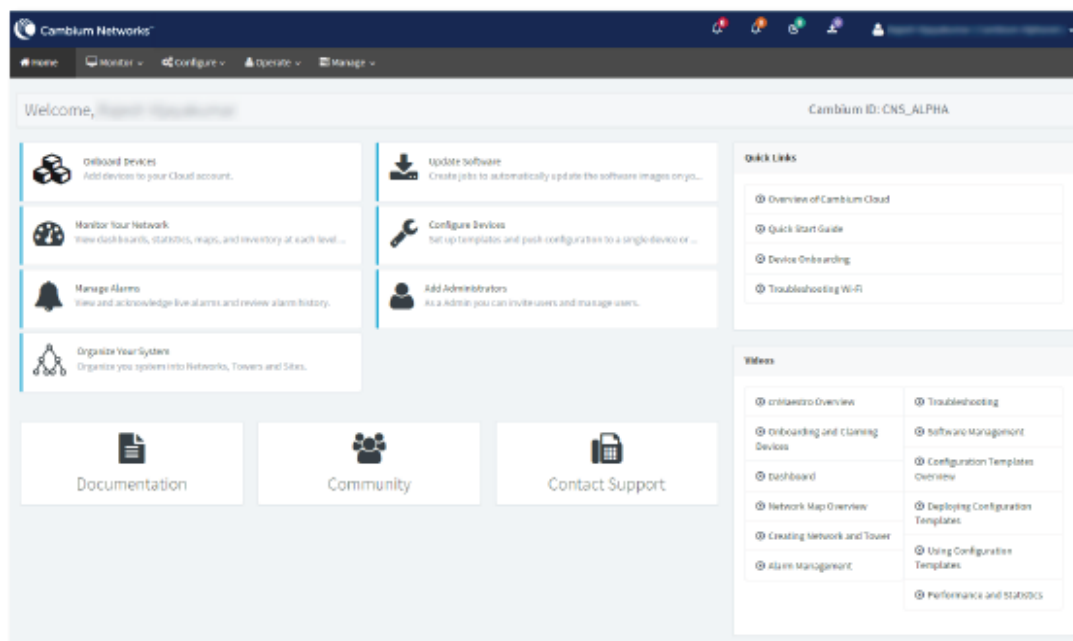 Cambium Networks™
Home Monitor Configure Operate Manage
Welcome,
Cambium ID: CNS_ALPHA
Onboard Devices
Add devices to your Cloud account.
Update Software
Create jobs to automatically update the software images on yo...
Monitor Your Network
View dashboards, statistics, maps, and inventory at each level ...
Configure Devices
Set up templates and push configuration to a single device or ...
Manage Alarms
View and acknowledge live alarms and review alarm history.
Add Administrators
As a Admin you can invite users and manage users.
Organize Your System
Organize you system into Networks, Towers and Sites.
Documentation
Community
Contact Support
Quick Links
Overview of Cambium Cloud
Quick Start Guide
Device Onboarding
Troubleshooting Wi-Fi
Videos
cnMaestro Overview
Onboarding and Claiming
Devices
Dashboard
Network Map Overview
Creating Network and Tower
Alarm Management
Troubleshooting
Software Management
Configuration Templates
Overview
Deploying Configuration
Templates
Using Configuration
Templates
Performance and Statistics